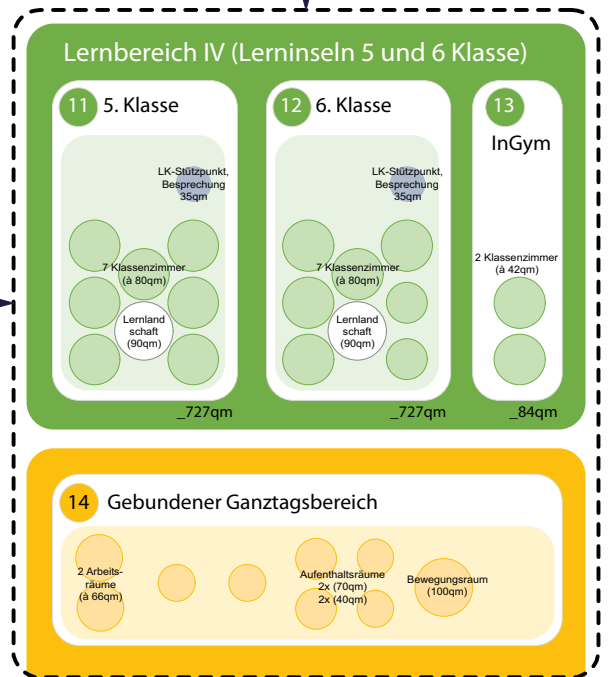 Lernbereich IV (Lerninseln 5 und 6 Klasse)
11 5. Klasse
LK-Stützpunkt,
Besprechung
35qm
7 Klassenzimmer
(à 80qm)
Lernland
schaft
(90qm)
_727qm
12 6. Klasse
LK-Stützpunkt,
Besprechung
35qm
7 Klassenzimmer
(à 80qm)
Lernland
schaft
(90qm)
_727qm
13
InGym
2 Klassenzimmer
(à 42qm)
_84qm
14 Gebundener Ganztagsbereich
2 Arbeits-
räume
(à 66qm)
Aufenthaltsräume
2x (70qm)
2x (40qm)
Bewegungsraum
(100qm)